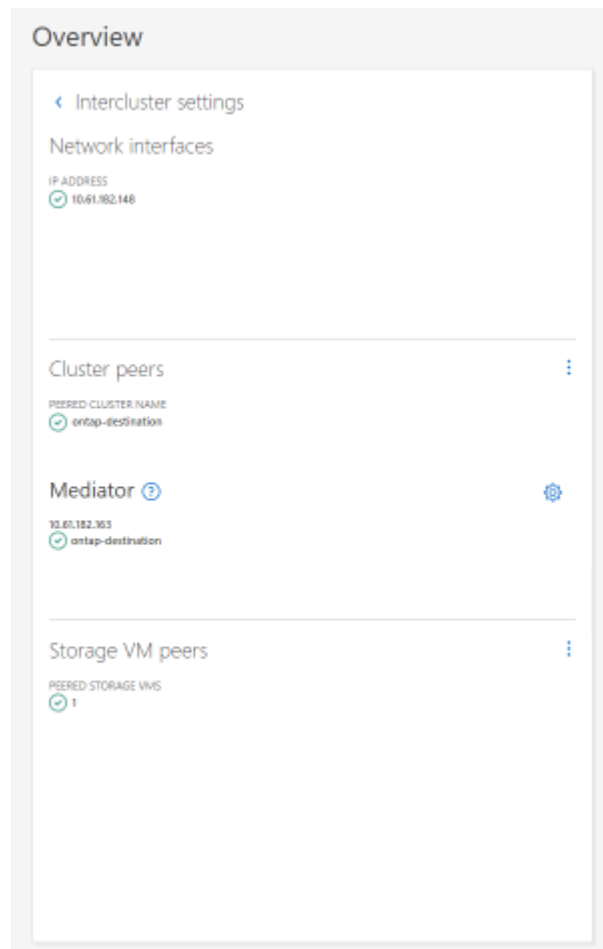 Overview
Intercluster settings
Network interfaces
IP ADDRESS
10.61.182.148
Cluster peers
PEERED CLUSTER NAME
ontap-destination
Mediator ?
10.61.182.163
ontap-destination
Storage VM peers
PEERED STORAGE VMS
1